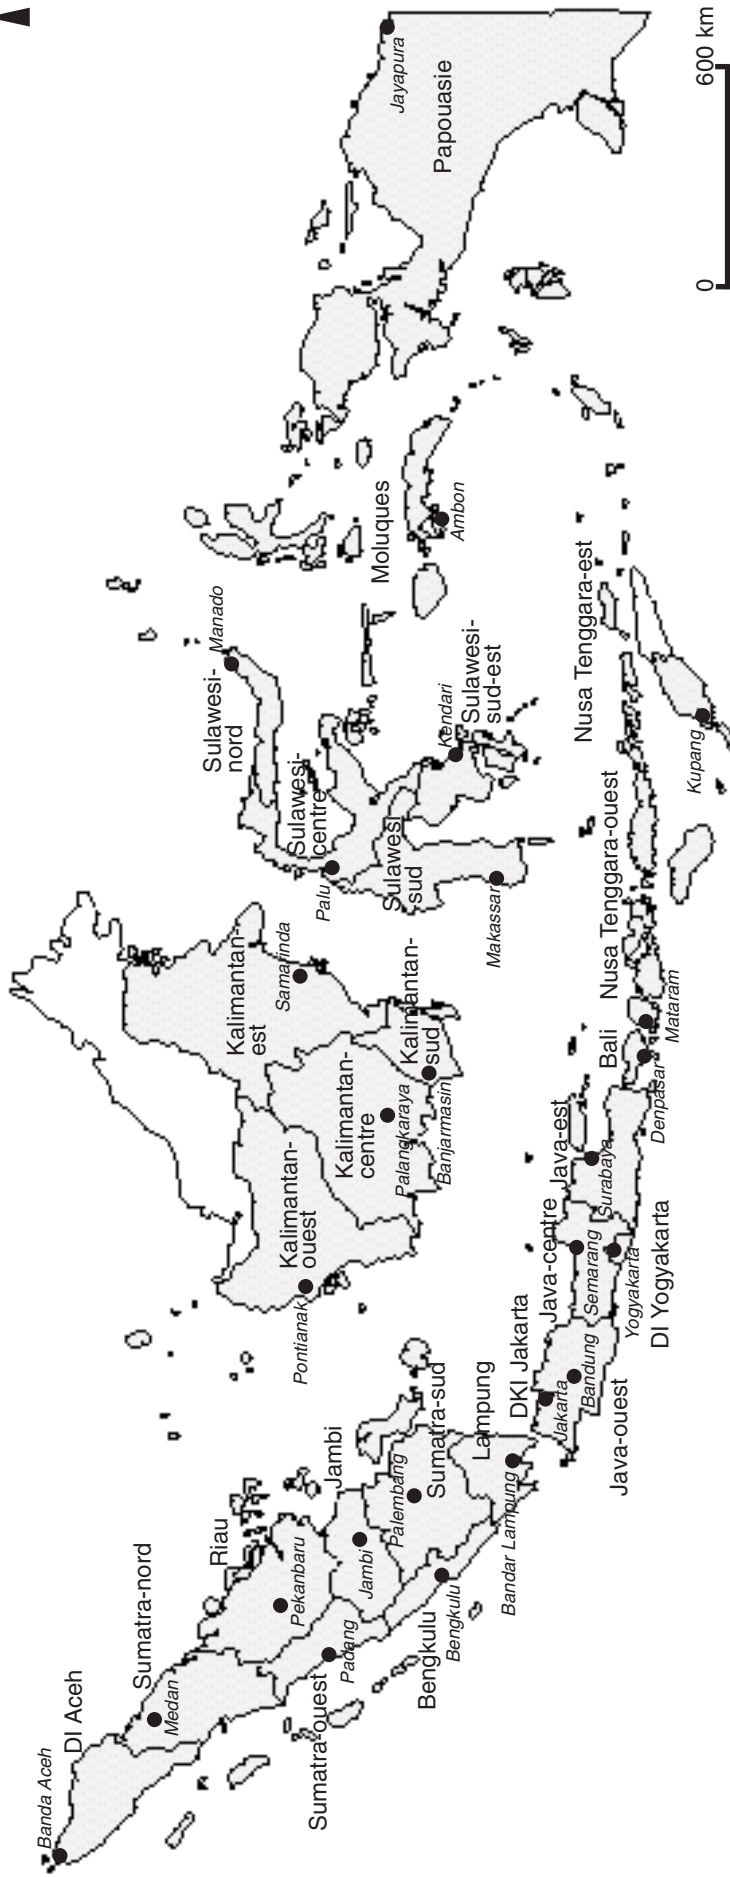 Banda Aceh
DI Aceh
Sumatra-nord
Medan
Riau
Pekanbaru
Sumatra-ouest
Padang
Jambi
Jambi
Bengkulu
Bengkulu
Sumatra-sud
Palembang
Lampung
Bandar Lampung
DKI Jakarta
Jakarta
Java-ouest
Bandung
Java-centre
Semarang
DI Yogyakarta
Yogyakarta
Java-est
Surabaya
Bali
Denpasar
Nusa Tenggara-ouest
Mataram
Nusa Tenggara-est
Kupang
Kalimantan-
ouest
Pontianak
Kalimantan-
centre
Palangkaraya
Kalimantan-
sud
Banjarmasin
Kalimantan-
est
Samarinda
Sulawesi-
nord
Manado
Sulawesi-
centre
Palu
Sulawesi
sud
Makassar
Sulawesi-
sud-est
Kendari
Moluques
Ambon
Papouasie
Jayapura
0
600 km